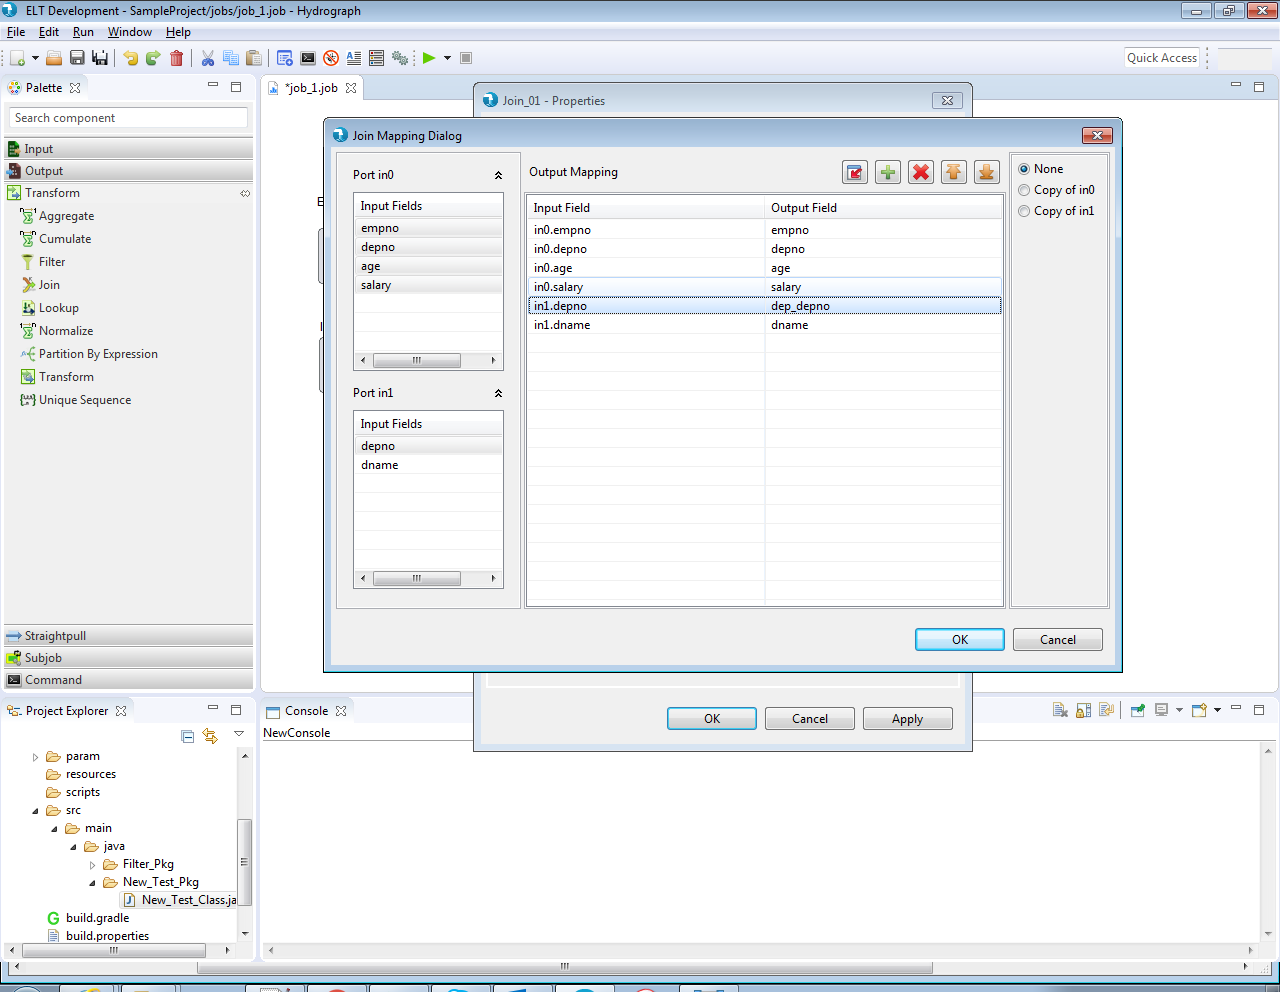 ELT Development - SampleProject/jobs/job_1.job - Hydrograph
File Edit Run Window Help
Quick Access
Palette
*job_1.job
Join_01 - Properties
Search component
Input
Output
Transform
Aggregate
Cumulate
Filter
Join
Lookup
Normalize
Partition By Expression
Transform
Unique Sequence
Straightpull
Subjob
Command
Join Mapping Dialog
Port in0
Input Fields
empno
depno
age
salary
Port in1
Input Fields
depno
dname
Output Mapping
Input Field Output Field
in0.empno empno
in0.depno depno
in0.age age
in0.salary salary
in1.depno dep_depno
in1.dname dname
None
Copy of in0
Copy of in1
OK Cancel
OK Cancel Apply
Project Explorer
param
resources
scripts
src
main
java
Filter_Pkg
New_Test_Pkg
New_Test_Class.ja
build.gradle
build.properties
Console
NewConsole